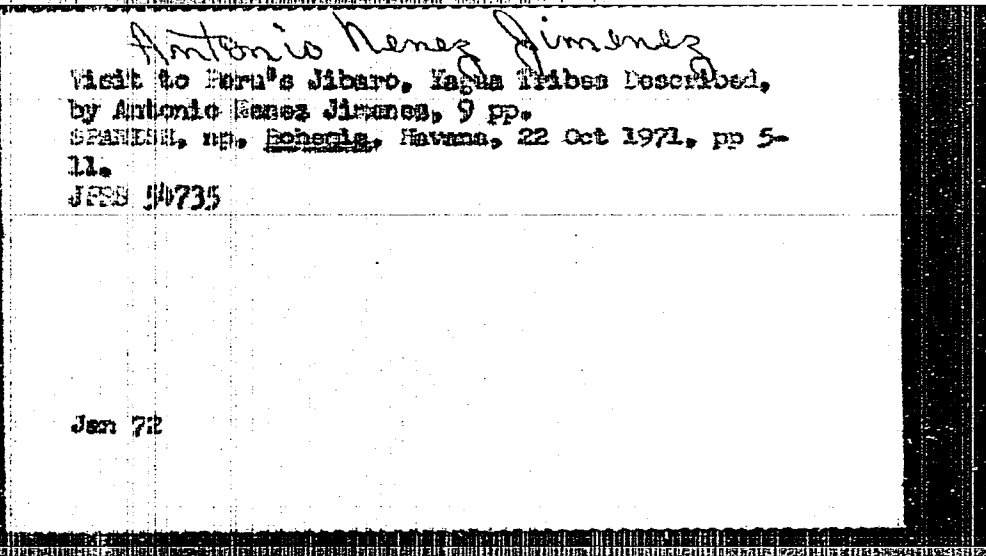 Antonio Nenez Jimenez
Visit to Peru's Jibaro, Yagua Tribes Described,
by Antonio Nenez Jimenez, 9 pp.
SPANISH, np, Bohemia, Havana, 22 Oct 1971, pp 5-
11.
JPRS 54735
Jan 72